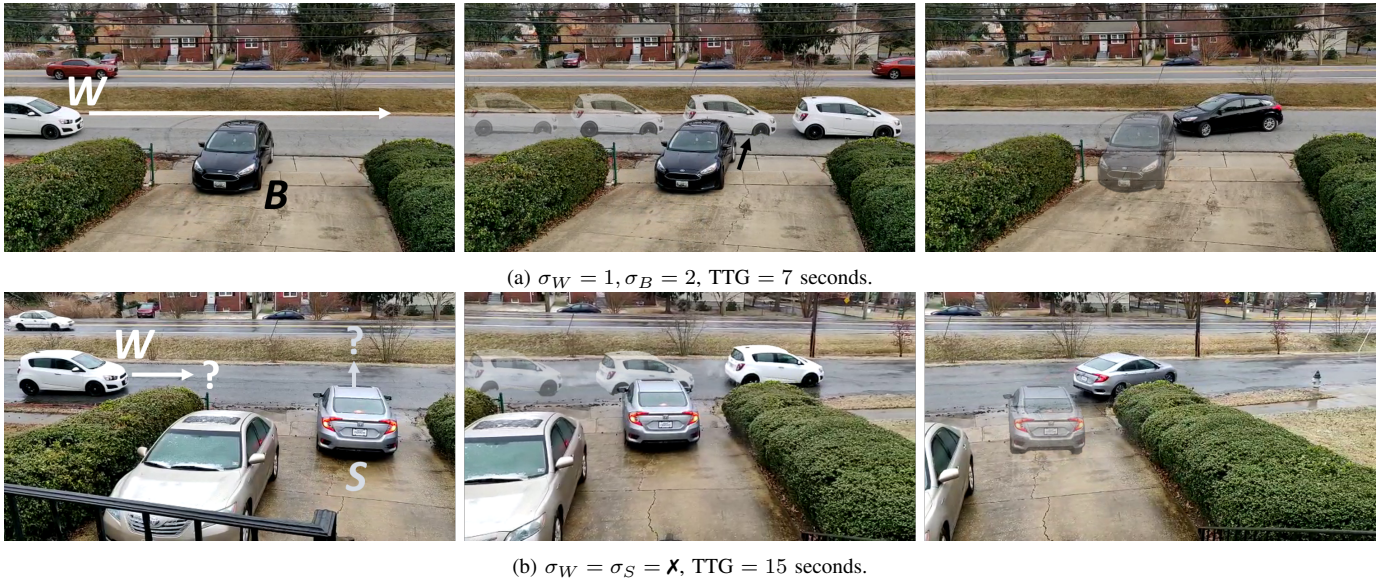 W
B
(a) σ_W = 1, σ_B = 2, TTG = 7 seconds.
W
?
?
S
(b) σ_W = σ_S = ✗, TTG = 15 seconds.